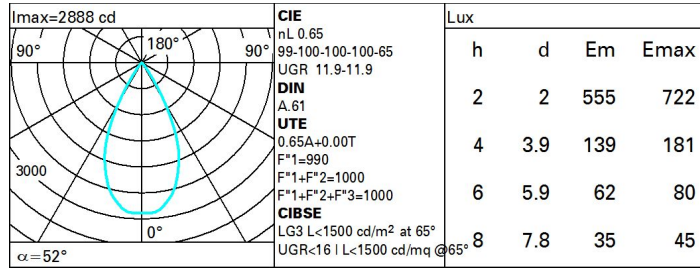 Imax=2888 cd
90° 180° 90°
3000
0°
α=52°
CIE
nL 0.65
99-100-100-100-65
UGR 11.9-11.9
DIN
A.61
UTE
0.65A+0.00T
F"1=990
F"1+F"2=1000
F"1+F"2+F"3=1000
CIBSE
LG3 L<1500 cd/m² at 65°
UGR<16 | L<1500 cd/mq @65°
Lux
h d Em Emax
2 2 555 722
4 3.9 139 181
6 5.9 62 80
8 7.8 35 45